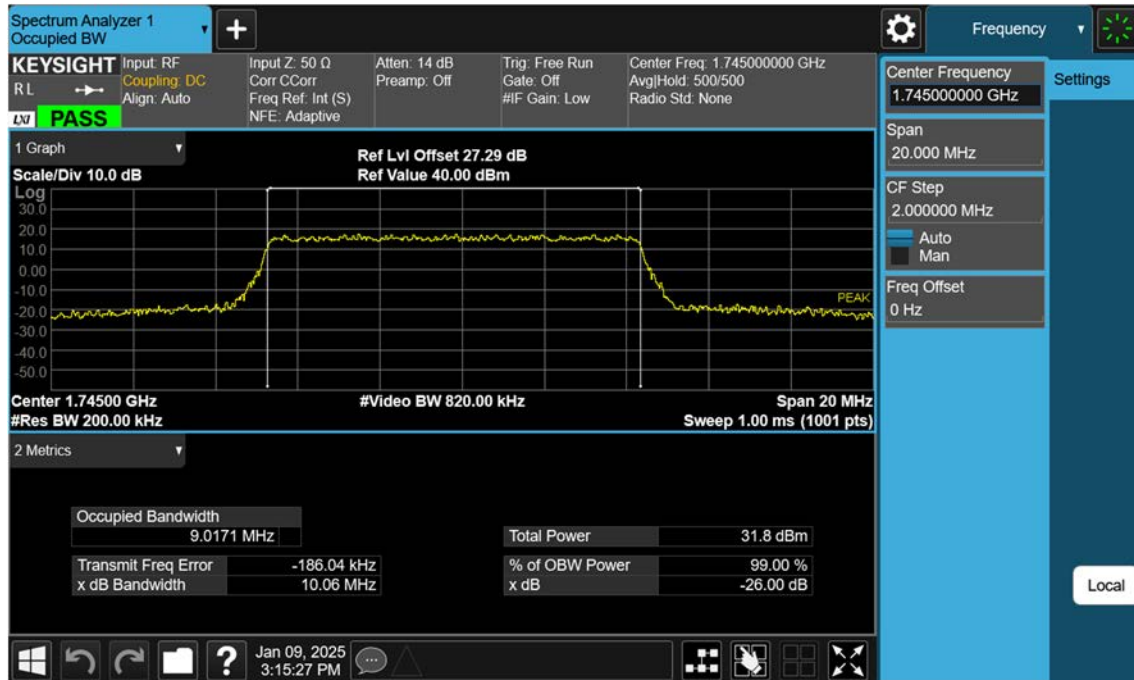 Spectrum Analyzer 1
Occupied BW
+
Frequency
KEYSIGHT
RL
LXI
PASS
Input: RF
Coupling: DC
Align: Auto
Input Z: 50 Ω
Corr CCorr
Freq Ref: Int (S)
NFE: Adaptive
Atten: 14 dB
Preamp: Off
Trig: Free Run
Gate: Off
#IF Gain: Low
Center Freq: 1.745000000 GHz
Avg|Hold: 500/500
Radio Std: None
1 Graph
Scale/Div 10.0 dB
Ref Lvl Offset 27.29 dB
Ref Value 40.00 dBm
Log
30.0
20.0
10.0
0.00
-10.0
-20.0
-30.0
-40.0
-50.0
PEAK
Center 1.74500 GHz
#Res BW 200.00 kHz
#Video BW 820.00 kHz
Span 20 MHz
Sweep 1.00 ms (1001 pts)
2 Metrics
Occupied Bandwidth
9.0171 MHz
Total Power 31.8 dBm
Transmit Freq Error -186.04 kHz
% of OBW Power 99.00 %
x dB Bandwidth 10.06 MHz
x dB -26.00 dB
Center Frequency
1.745000000 GHz
Span
20.000 MHz
CF Step
2.000000 MHz
Auto
Man
Freq Offset
0 Hz
Settings
Local
?
Jan 09, 2025
3:15:27 PM